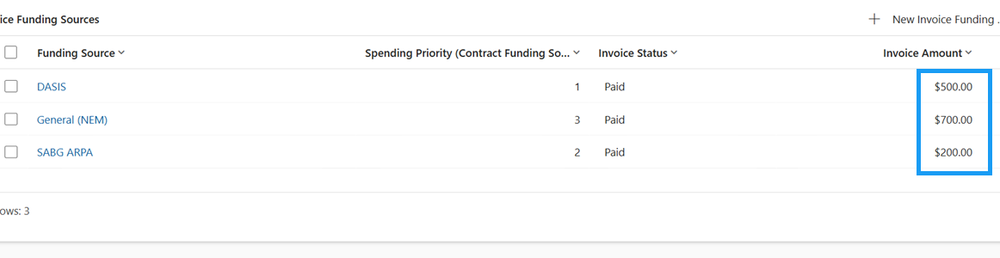 ice Funding Sources
+ New Invoice Funding .
Funding Source Spending Priority (Contract Funding So... Invoice Status Invoice Amount
DASIS 1 Paid $500.00
General (NEM) 3 Paid $700.00
SABG ARPA 2 Paid $200.00
ows: 3